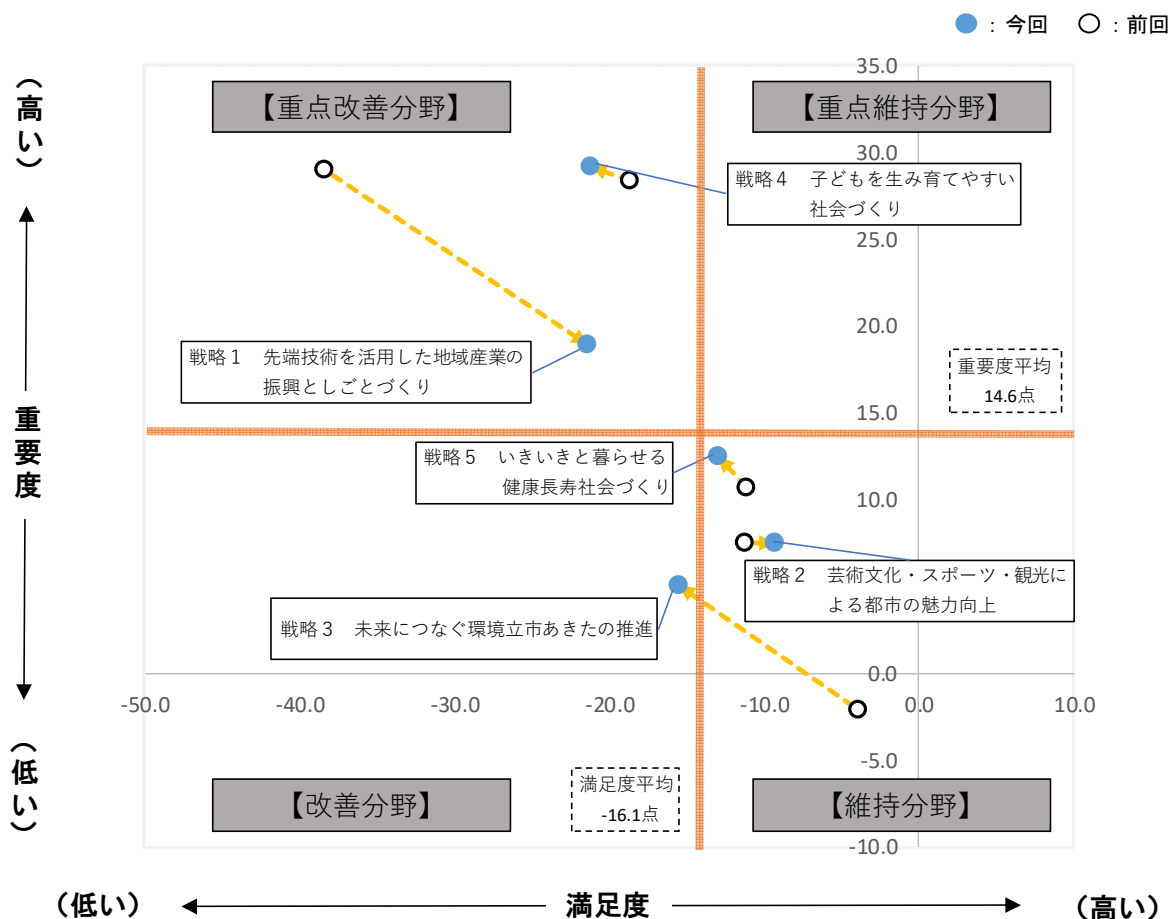 ●：今回 ○：前回
（高い）
重要度
（低い）
35.0
30.0
25.0
20.0
15.0
10.0
0.0
-5.0
-10.0
【重点改善分野】
【重点維持分野】
戦略４　子どもを生み育てやすい
社会づくり
戦略１　先端技術を活用した地域産業の
振興としごとづくり
重要度平均
14.6点
戦略５　いきいきと暮らせる
健康長寿社会づくり
戦略２　芸術文化・スポーツ・観光に
よる都市の魅力向上
戦略３　未来につなぐ環境立市あきたの推進
-50.0 -40.0 -30.0 -20.0 -10.0 0.0 10.0
満足度平均
-16.1点
【改善分野】
【維持分野】
（低い） 満足度 （高い）